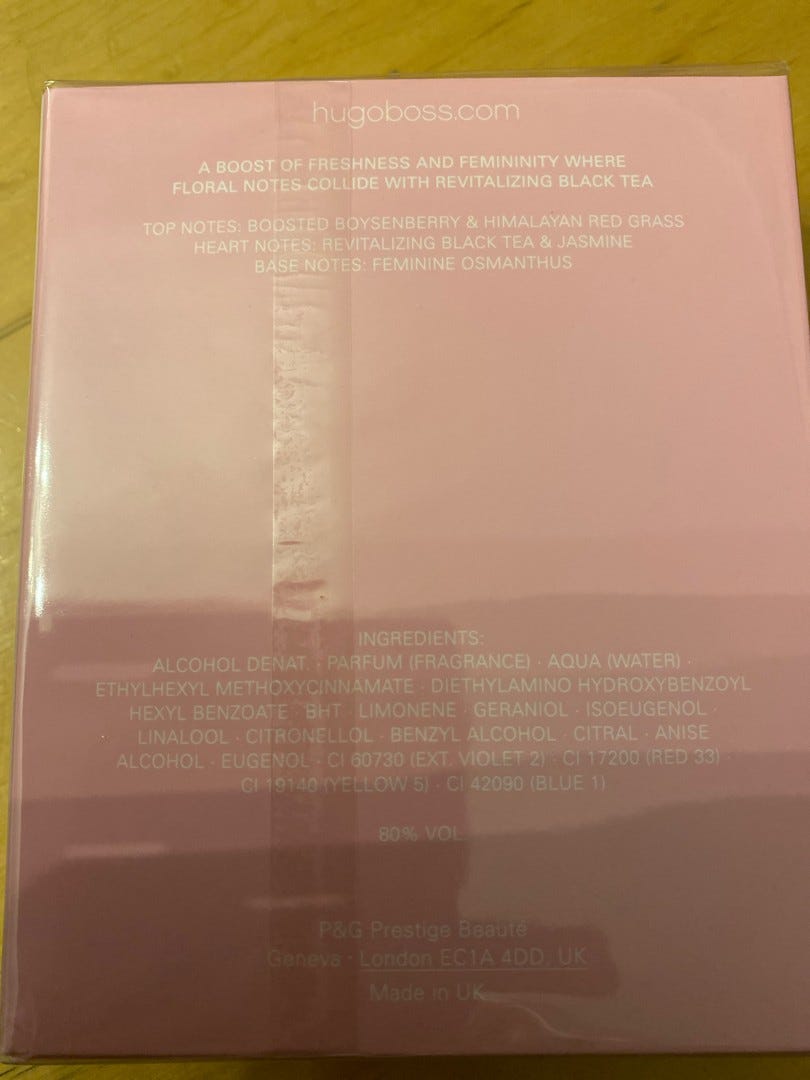 hugoboss.com
A BOOST OF FRESHNESS AND FEMININITY WHERE
FLORAL NOTES COLLIDE WITH REVITALIZING BLACK TEA
TOP NOTES: BOOSTED BOYSENBERRY & HIMALAYAN RED GRASS
HEART NOTES: REVITALIZING BLACK TEA & JASMINE
BASE NOTES: FEMININE OSMANTHUS
INGREDIENTS:
ALCOHOL DENAT. · PARFUM (FRAGRANCE) · AQUA (WATER) ·
ETHYLHEXYL METHOXYCINNAMATE · DIETHYLAMINO HYDROXYBENZOYL
HEXYL BENZOATE · BHT · LIMONENE · GERANIOL · ISOEUGENOL ·
LINALOOL · CITRONELLOL · BENZYL ALCOHOL · CITRAL · ANISE
ALCOHOL · EUGENOL · CI 60730 (EXT. VIOLET 2) · CI 17200 (RED 33) ·
CI 19140 (YELLOW 5) · CI 42090 (BLUE 1)
80% VOL.
P&G Prestige Beauté
Geneva · London EC1A 4DD, UK
Made in UK